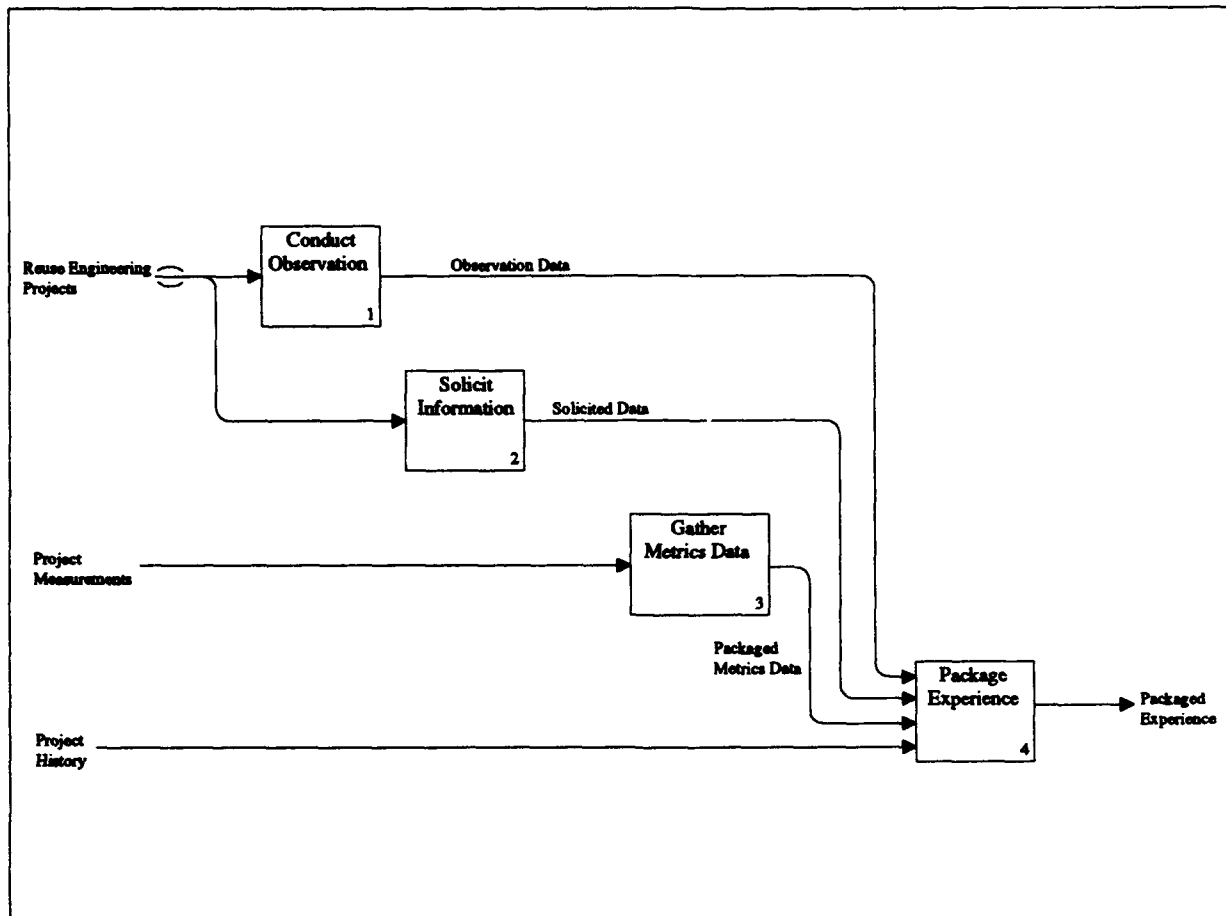 Conduct
Observation
1
Reuse Engineering
Projects
Observation Data
Solicit
Information
2
Solicited Data
Gather
Metrics Data
3
Project
Measurements
Packaged
Metrics Data
Package
Experience
4
Packaged
Experience
Project
History